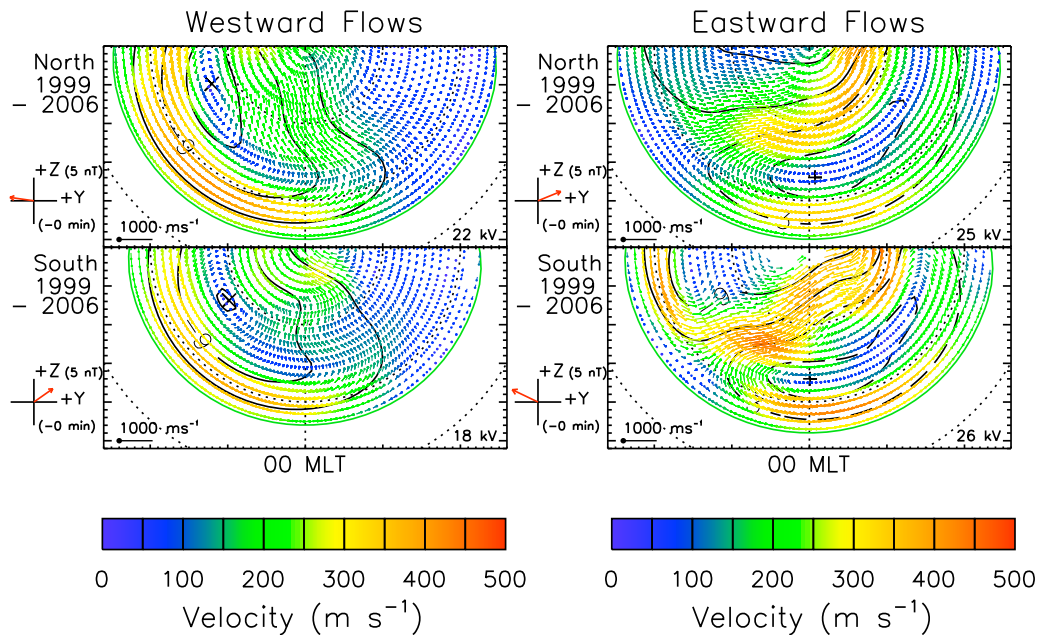 Westward Flows
Eastward Flows
North
1999
– 2006
+Z (5 nT)
+Y
(−0 min)
1000 ms⁻¹
22 kV
North
1999
– 2006
+Z (5 nT)
+Y
(−0 min)
1000 ms⁻¹
25 kV
South
1999
– 2006
+Z (5 nT)
+Y
(−0 min)
1000 ms⁻¹
18 kV
South
1999
– 2006
+Z (5 nT)
+Y
(−0 min)
1000 ms⁻¹
26 kV
00 MLT
00 MLT
0 100 200 300 400 500
Velocity (m s⁻¹)
0 100 200 300 400 500
Velocity (m s⁻¹)